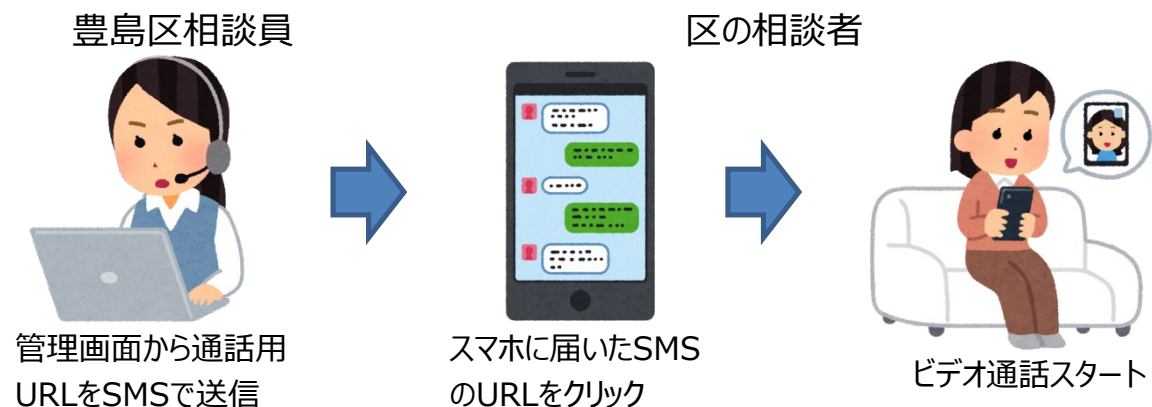 豊島区相談員
区の相談者
管理画面から通話用
URLをSMSで送信
スマホに届いたSMS
のURLをクリック
ビデオ通話スタート